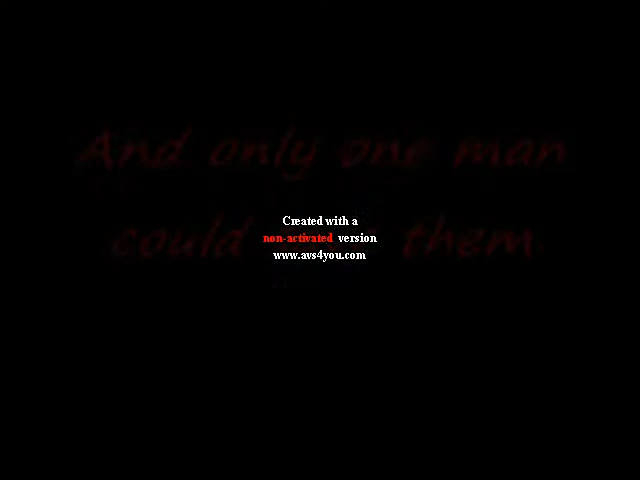 And only one man
could them
Created with a
non-activated version
www.avs4you.com